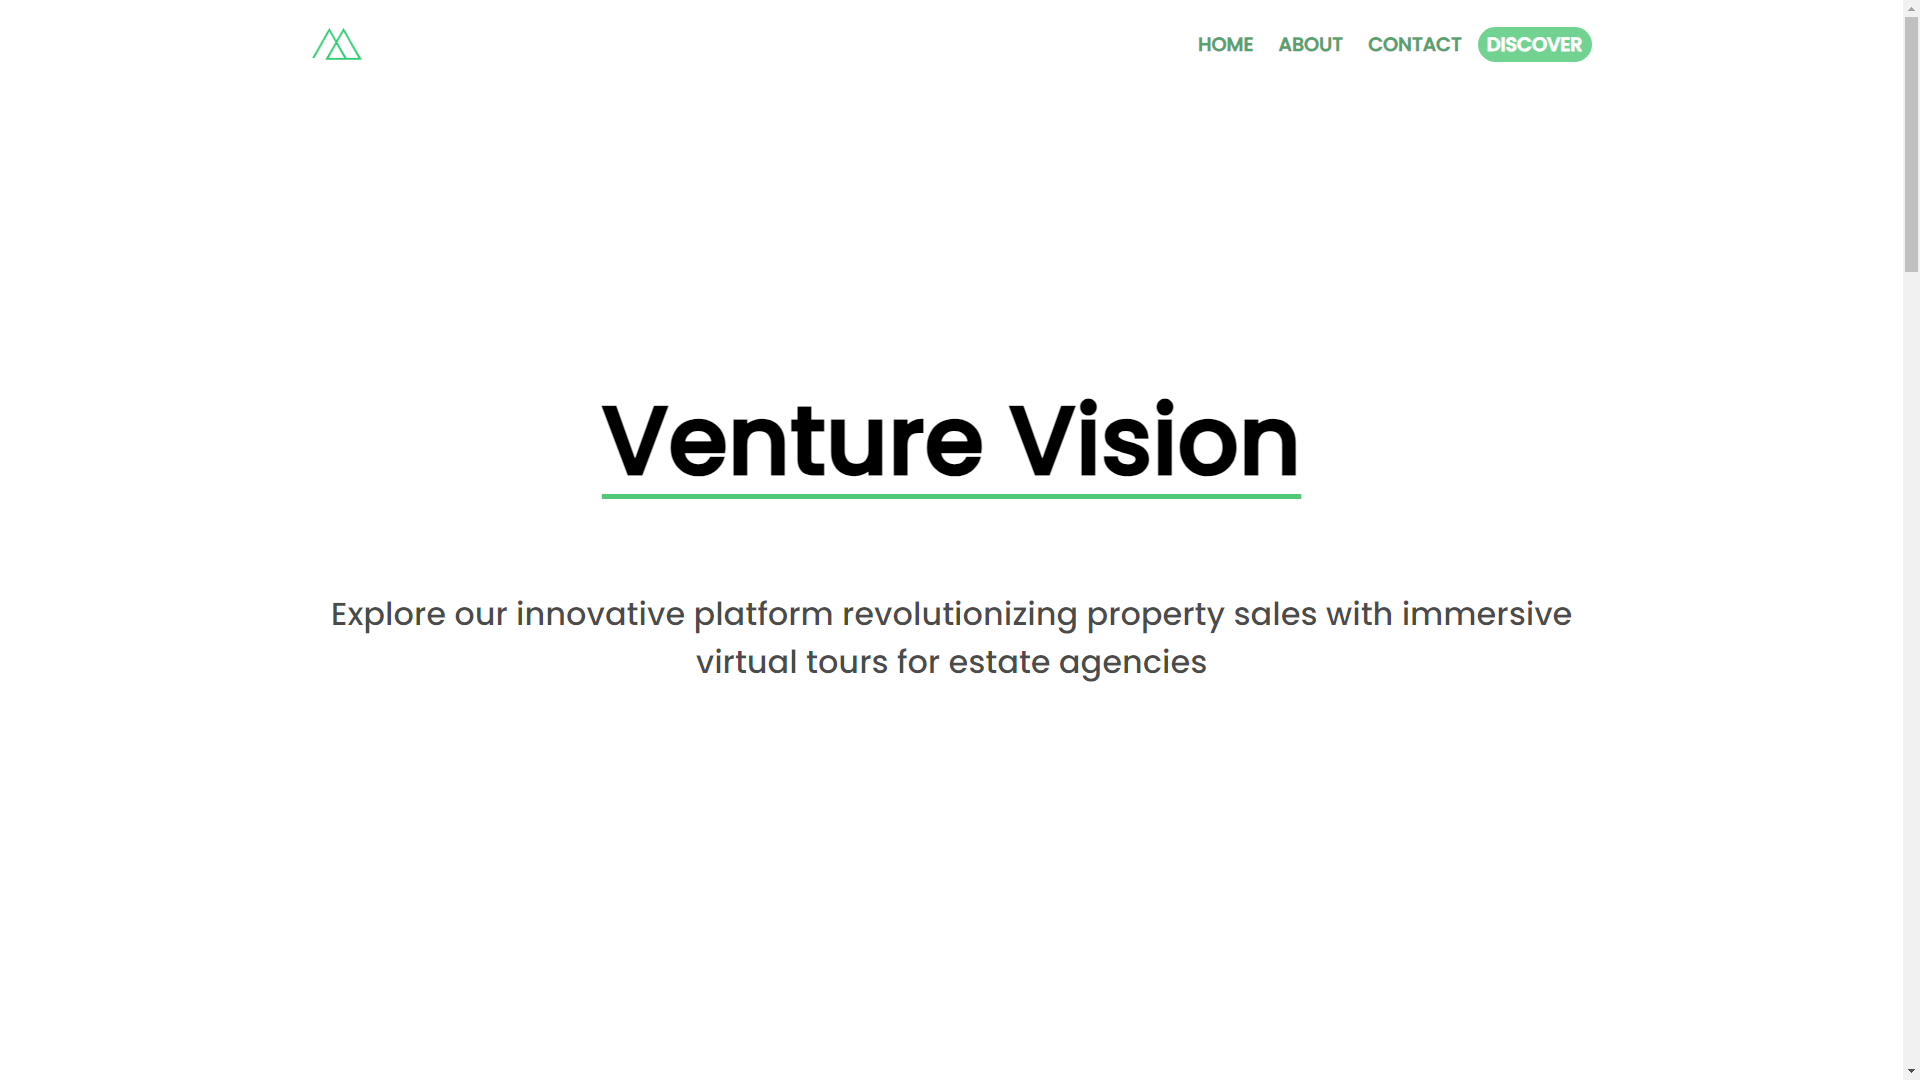 HOME ABOUT CONTACT DISCOVER
Venture Vision
Explore our innovative platform revolutionizing property sales with immersive
virtual tours for estate agencies